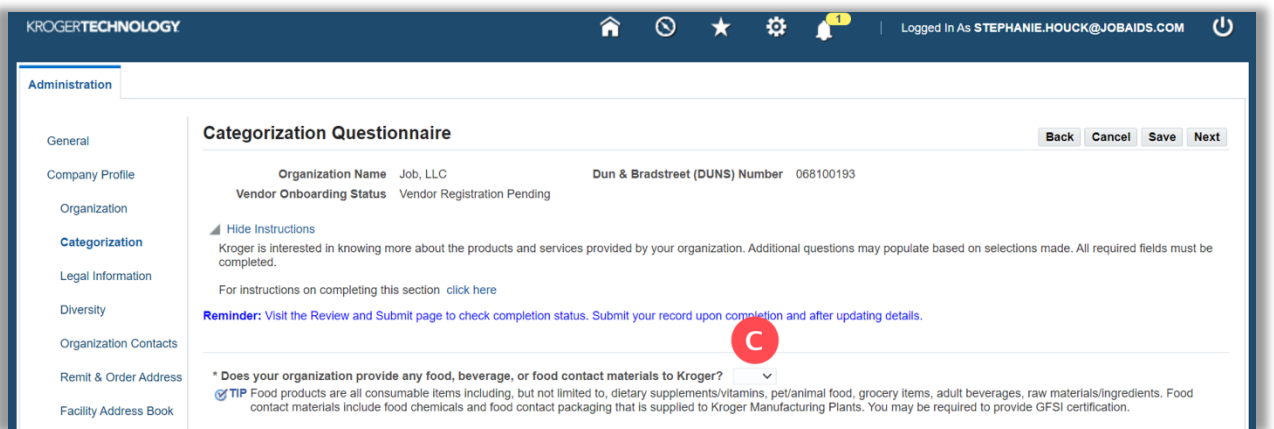 KROGERTECHNOLOGY.
1
Logged In As STEPHANIE.HOUCK@JOBAIDS.COM
Administration
General
Company Profile
Organization
Categorization
Legal Information
Diversity
Organization Contacts
Remit & Order Address
Facility Address Book
Categorization Questionnaire
Back Cancel Save Next
Organization Name Job, LLC Dun & Bradstreet (DUNS) Number 068100193
Vendor Onboarding Status Vendor Registration Pending
Hide Instructions
Kroger is interested in knowing more about the products and services provided by your organization. Additional questions may populate based on selections made. All required fields must be
completed.
For instructions on completing this section click here
Reminder: Visit the Review and Submit page to check completion status. Submit your record upon completion and after updating details.
C
* Does your organization provide any food, beverage, or food contact materials to Kroger?
TIP Food products are all consumable items including, but not limited to, dietary supplements/vitamins, pet/animal food, grocery items, adult beverages, raw materials/ingredients. Food
contact materials include food chemicals and food contact packaging that is supplied to Kroger Manufacturing Plants. You may be required to provide GFSI certification.